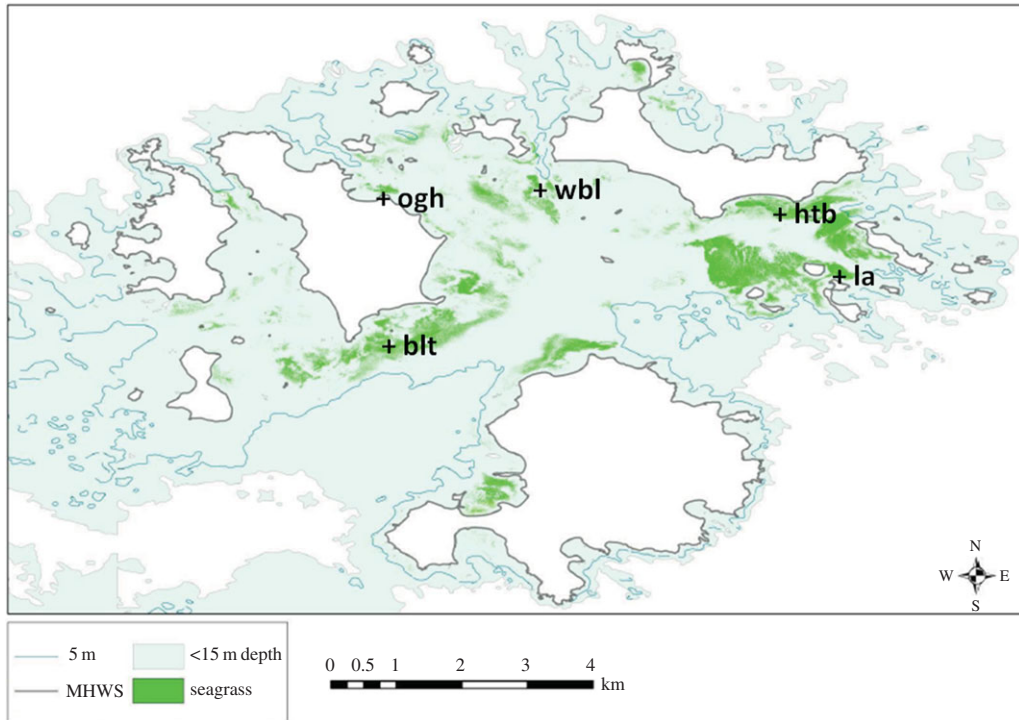 + ogh
+ wbl
+ htb
+ la
+ blt
N
W E
S
5 m <15 m depth
MHWS seagrass
0 0.5 1 2 3 4
km